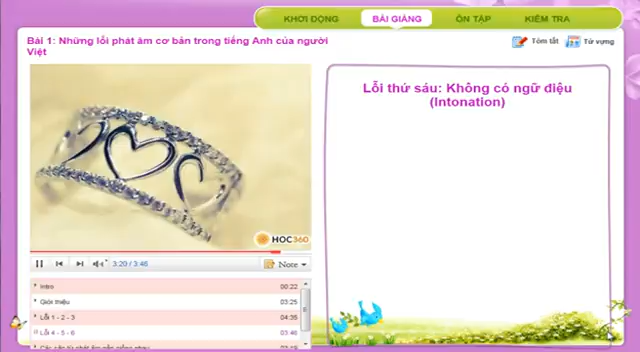 KHỞI ĐỘNG
BÀI GIẢNG
ÔN TẬP
KIỂM TRA
Bài 1: Những lỗi phát âm cơ bản trong tiếng Anh của người
Việt
Tóm tắt
Từ vựng
Lỗi thứ sáu: Không có ngữ điệu
(Intonation)
HOC360
3:20 / 3:46
Note
Intro 00:22
Giới thiệu 03:25
Lỗi 1 - 2 - 3 04:35
Lỗi 4 - 5 - 6 03:46